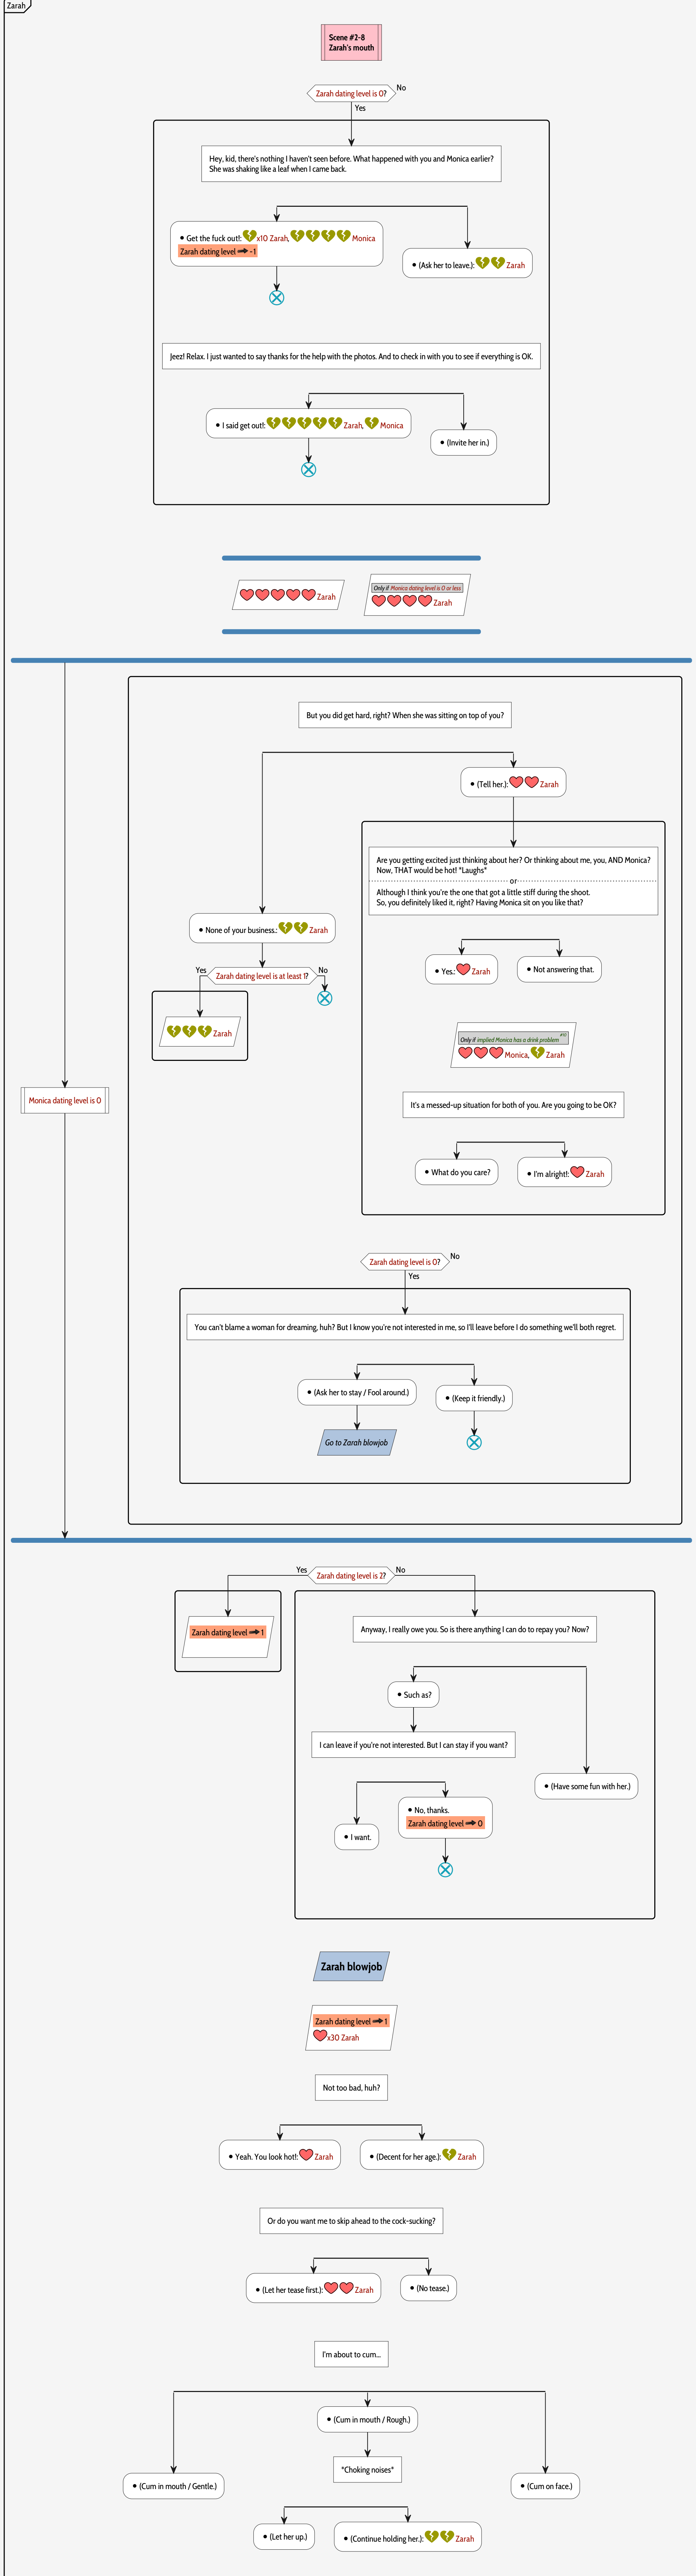 Zarah
Scene #2-8
Zarah's mouth
Zarah dating level is 0?
No
Yes
Hey, kid, there's nothing I haven't seen before. What happened with you and Monica earlier?
She was shaking like a leaf when I came back.
• Get the fuck out!: x10 Zarah, Monica
Zarah dating level → -1
• (Ask her to leave.): Zarah
Jeez! Relax. I just wanted to say thanks for the help with the photos. And to check in with you to see if everything is OK.
• I said get out!: Zarah, Monica
• (Invite her in.)
Zarah
Only if Monica dating level is 0 or less
Zarah
But you did get hard, right? When she was sitting on top of you?
• (Tell her.): Zarah
Are you getting excited just thinking about her? Or thinking about me, you, AND Monica?
Now, THAT would be hot! *Laughs*
or
Although I think you're the one that got a little stiff during the shoot.
So, you definitely liked it, right? Having Monica sit on you like that?
• None of your business.: Zarah
Yes
Zarah dating level is at least 1?
No
Zarah
• Yes.: Zarah
• Not answering that.
Only if implied Monica has a drink problem
Monica, Zarah
Monica dating level is 0
It's a messed-up situation for both of you. Are you going to be OK?
• What do you care?
• I'm alright!: Zarah
Zarah dating level is 0?
No
Yes
You can't blame a woman for dreaming, huh? But I know you're not interested in me, so I'll leave before I do something we'll both regret.
• (Ask her to stay / Fool around.)
• (Keep it friendly.)
Go to Zarah blowjob
Yes
Zarah dating level is 2?
No
Zarah dating level → 1
Anyway, I really owe you. So is there anything I can do to repay you? Now?
• Such as?
I can leave if you're not interested. But I can stay if you want?
• (Have some fun with her.)
• I want.
• No, thanks.
Zarah dating level → 0
Zarah blowjob
Zarah dating level → 1
x30 Zarah
Not too bad, huh?
• Yeah. You look hot!: Zarah
• (Decent for her age.): Zarah
Or do you want me to skip ahead to the cock-sucking?
• (Let her tease first.): Zarah
• (No tease.)
I'm about to cum...
• (Cum in mouth / Rough.)
*Choking noises*
• (Cum in mouth / Gentle.)
• (Cum on face.)
• (Let her up.)
• (Continue holding her.): Zarah